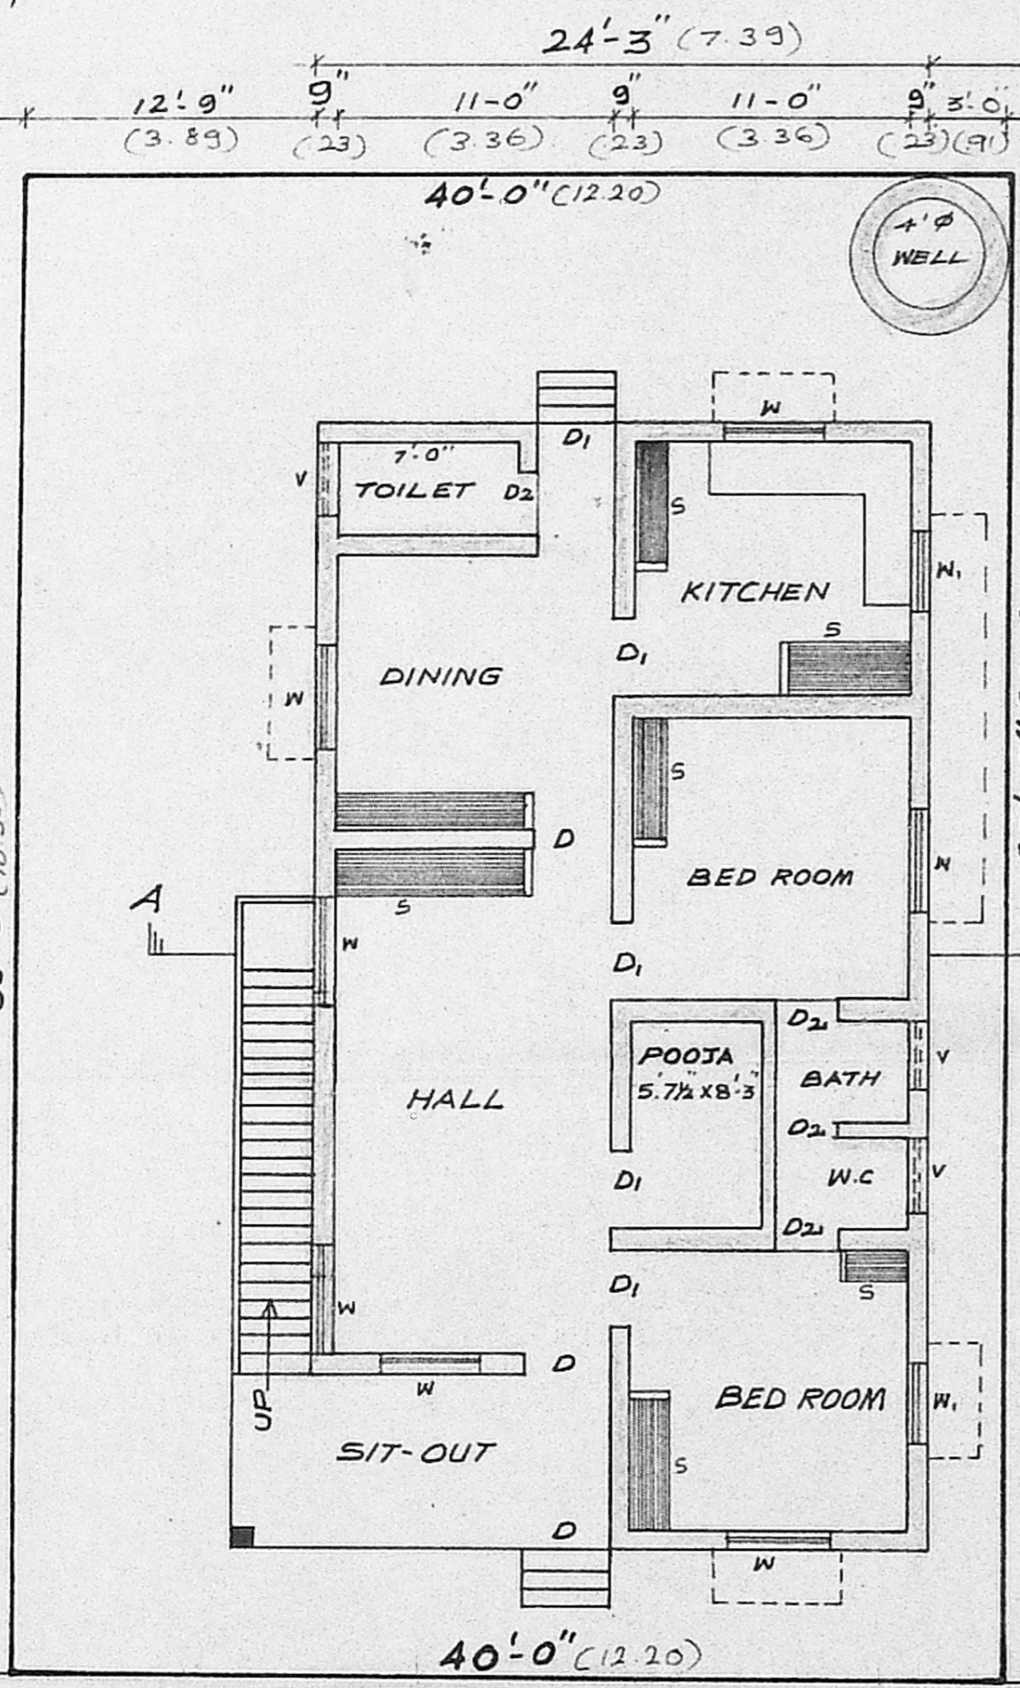 24'-3" (7.39)
12'-9" 9" 11-0" 9" 11-0" 9" 3'-0"
(3.89) (.23) (3.36) (.23) (3.36) (.23) (.91)
40'-0" (12.20)
4' Ø
WELL
W
D1
7'-0"
V TOILET D2
S
KITCHEN W1
S
D1
DINING
W
S
D
BED ROOM W
S
A
W
D1
D2
POOJA
5'.7½" X 8'-3"
BATH V
HALL
D2
W.C V
D1
D2
D1
S
W
D
W
BED ROOM W1
UP
SIT-OUT
S
D
W
40'-0" (12.20)